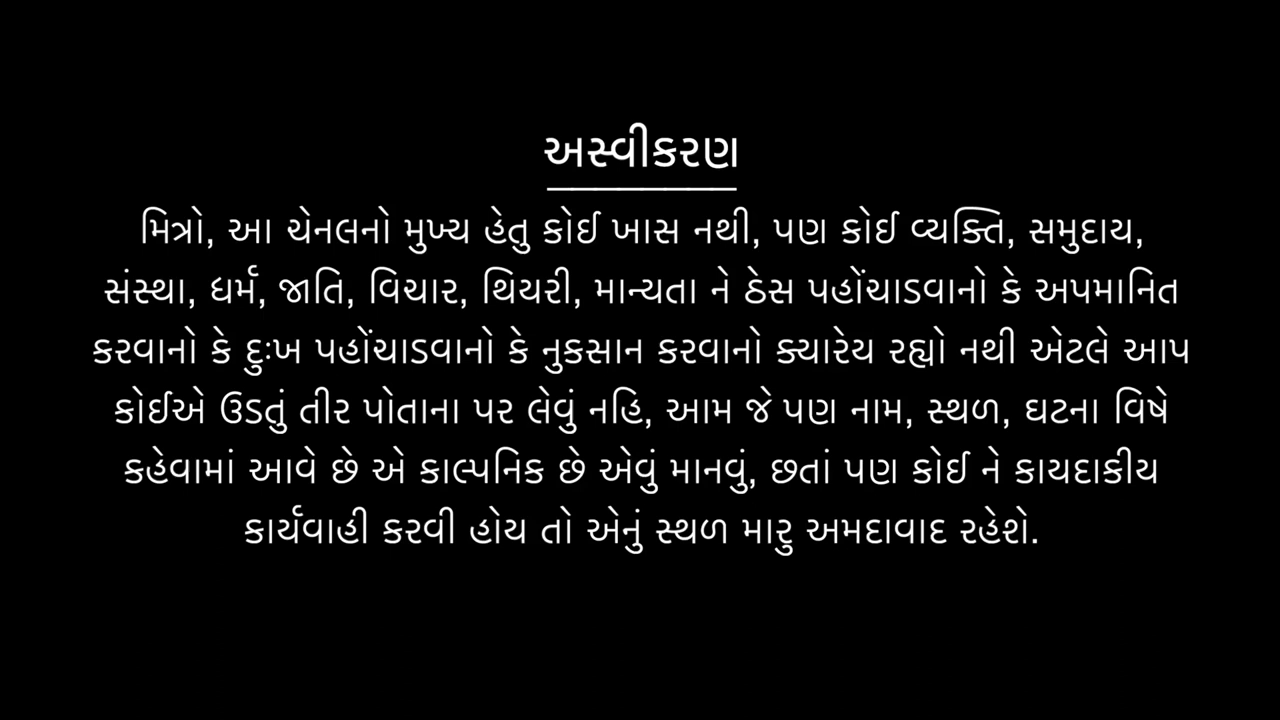 અસ્વીકરણ
મિત્રો, આ ચેનલનો મુખ્ય હેતુ કોઈ ખાસ નથી, પણ કોઈ વ્યક્તિ, સમુદાય,
સંસ્થા, ધર્મ, જાતિ, વિચાર, થિયરી, માન્યતા ને ઠેસ પહોંચાડવાનો કે અપમાનિત
કરવાનો કે દુઃખ પહોંચાડવાનો કે નુકસાન કરવાનો ક્યારેય રહ્યો નથી એટલે આપ
કોઈએ ઉડતું તીર પોતાના પર લેવું નહિ, આમ જે પણ નામ, સ્થળ, ઘટના વિષે
કહેવામાં આવે છે એ કાલ્પનિક છે એવું માનવું, છતાં પણ કોઈ ને કાયદાકીય
કાર્યવાહી કરવી હોય તો એનું સ્થળ મારુ અમદાવાદ રહેશે.